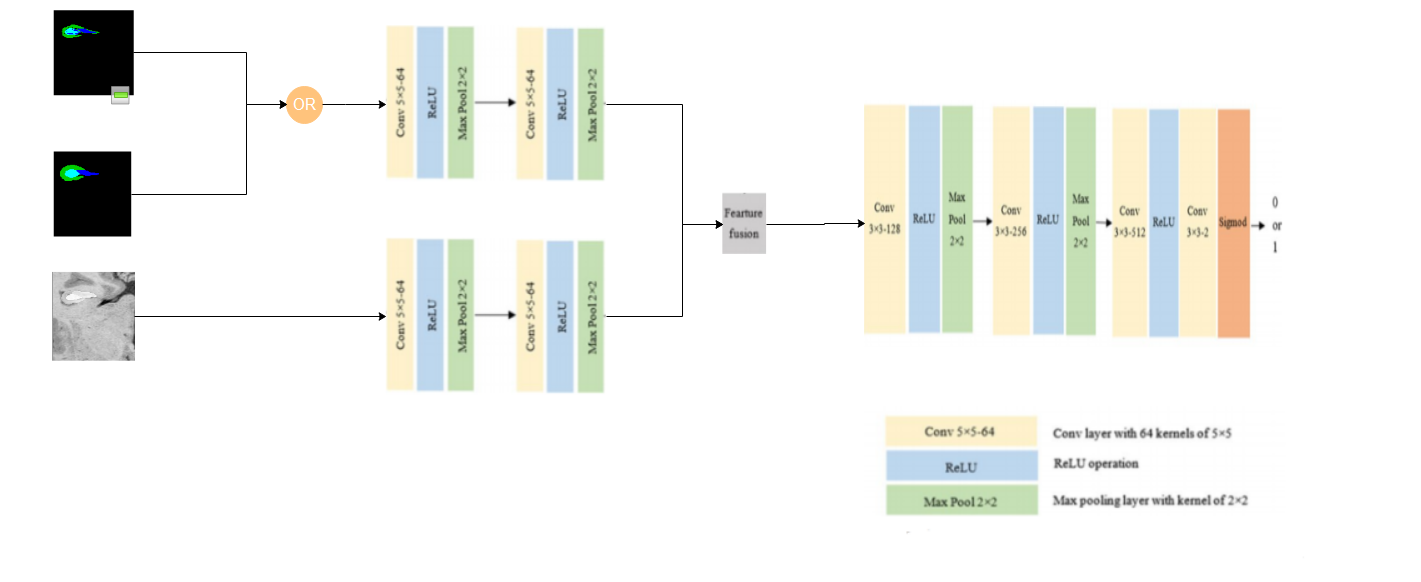 OR
Conv 5×5-64
ReLU
Max Pool 2×2
Conv 5×5-64
ReLU
Max Pool 2×2
Conv 5×5-64
ReLU
Max Pool 2×2
Conv 5×5-64
ReLU
Max Pool 2×2
Fearture
fusion
Conv
3×3-128
ReLU
Max
Pool
2×2
Conv
3×3-256
ReLU
Max
Pool
2×2
Conv
3×3-512
ReLU
Conv
3×3-2
Sigmod
0
or
1
Conv 5×5-64
Conv layer with 64 kernels of 5×5
ReLU
ReLU operation
Max Pool 2×2
Max pooling layer with kernel of 2×2